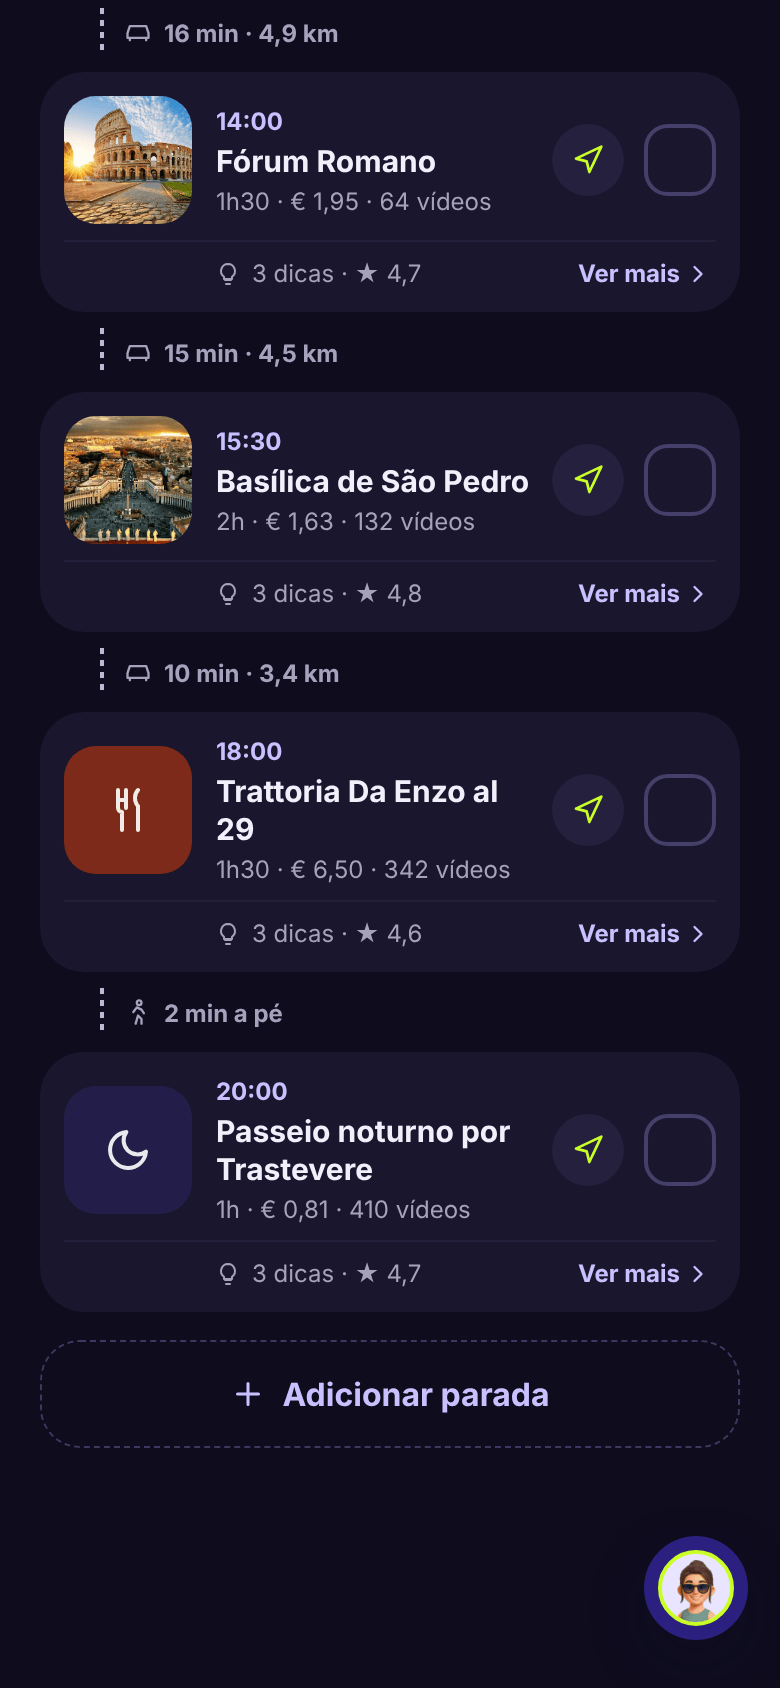 16 min · 4,9 km
14:00
Fórum Romano
1h30 · € 1,95 · 64 vídeos
3 dicas · ★ 4,7
Ver mais
15 min · 4,5 km
15:30
Basílica de São Pedro
2h · € 1,63 · 132 vídeos
3 dicas · ★ 4,8
Ver mais
10 min · 3,4 km
18:00
Trattoria Da Enzo al
29
1h30 · € 6,50 · 342 vídeos
3 dicas · ★ 4,6
Ver mais
2 min a pé
20:00
Passeio noturno por
Trastevere
1h · € 0,81 · 410 vídeos
3 dicas · ★ 4,7
Ver mais
Adicionar parada